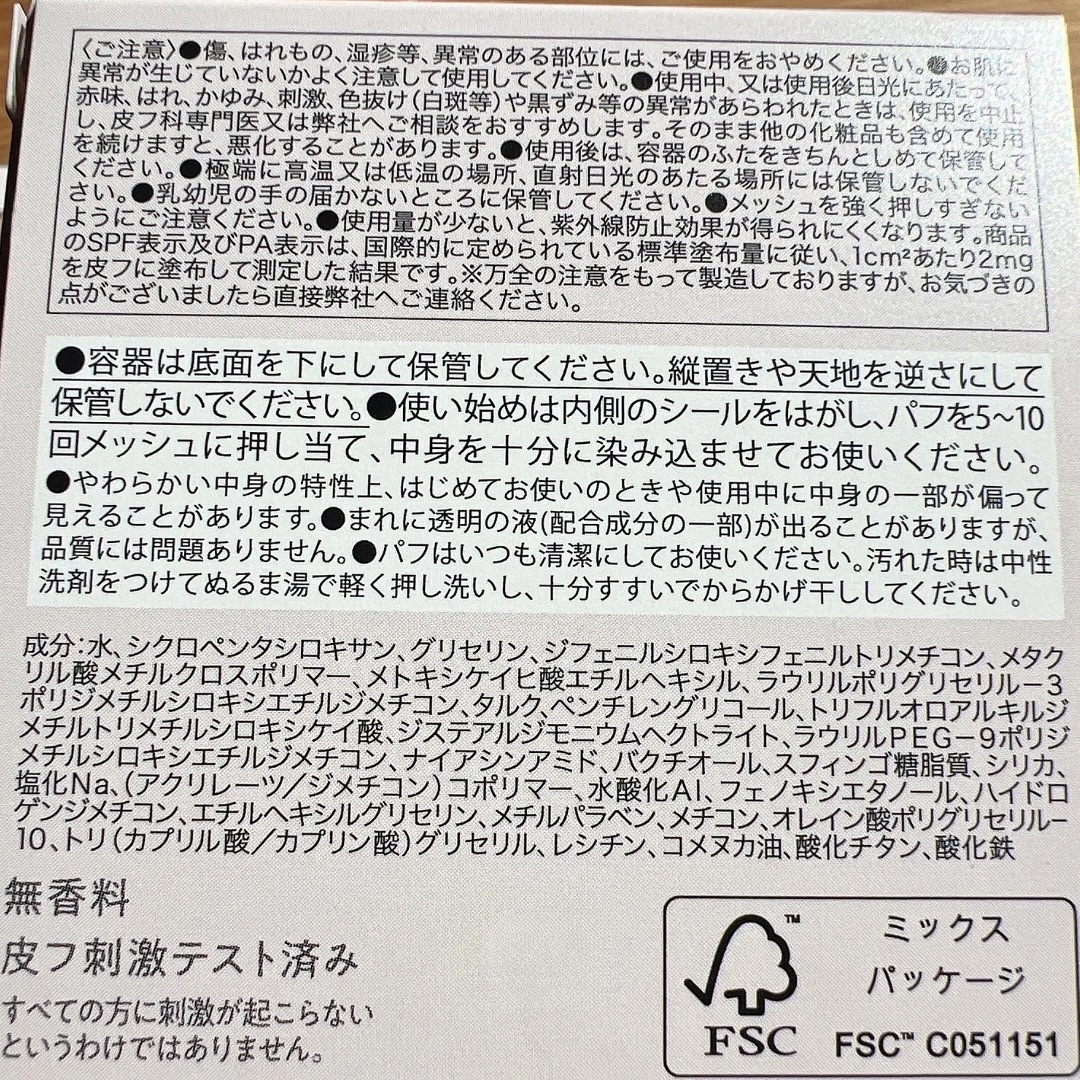 〈ご注意〉●傷、はれもの、湿疹等、異常のある部位には、ご使用をおやめください。●お肌に
異常が生じていないかよく注意して使用してください。●使用中、又は使用後日光にあたって、
赤味、はれ、かゆみ、刺激、色抜け(白斑等)や黒ずみ等の異常があらわれたときは、使用を中止
し、皮フ科専門医又は弊社へご相談をおすすめします。そのまま他の化粧品も含めて使用
を続けますと、悪化することがあります。●使用後は、容器のふたをきちんとしめて保管して
ください。●極端に高温又は低温の場所、直射日光のあたる場所には保管しないでくだ
さい。●乳幼児の手の届かないところに保管してください。●メッシュを強く押しすぎない
ようにご注意ください。●使用量が少ないと、紫外線防止効果が得られにくくなります。商品
のSPF表示及びPA表示は、国際的に定められている標準塗布量に従い、1cm²あたり2mg
を皮フに塗布して測定した結果です。※万全の注意をもって製造しておりますが、お気づきの
点がございましたら直接弊社へご連絡ください。
●容器は底面を下にして保管してください。縦置きや天地を逆さにして
保管しないでください。●使い始めは内側のシールをはがし、パフを5~10
回メッシュに押し当て、中身を十分に染み込ませてお使いください。
●やわらかい中身の特性上、はじめてお使いのときや使用中に中身の一部が偏って
見えることがあります。●まれに透明の液(配合成分の一部)が出ることがありますが、
品質には問題ありません。●パフはいつも清潔にしてお使いください。汚れた時は中性
洗剤をつけてぬるま湯で軽く押し洗いし、十分すすいでからかげ干ししてください。
成分:水、シクロペンタシロキサン、グリセリン、ジフェニルシロキシフェニルトリメチコン、メタク
リル酸メチルクロスポリマー、メトキシケイヒ酸エチルヘキシル、ラウリルポリグリセリル-3
ポリジメチルシロキシエチルジメチコン、タルク、ペンチレングリコール、トリフルオロアルキルジ
メチルトリメチルシロキシケイ酸、ジステアルジモニウムヘクトライト、ラウリルPEG-9ポリジ
メチルシロキシエチルジメチコン、ナイアシンアミド、バクチオール、スフィンゴ糖脂質、シリカ、
塩化Na、(アクリレーツ/ジメチコン)コポリマー、水酸化Al、フェノキシエタノール、ハイドロ
ゲンジメチコン、エチルヘキシルグリセリン、メチルパラベン、メチコン、オレイン酸ポリグリセリル-
10、トリ(カプリル酸/カプリン酸)グリセリル、レシチン、コメヌカ油、酸化チタン、酸化鉄
無香料
皮フ刺激テスト済み
すべての方に刺激が起こらない
というわけではありません。
™
FSC
ミックス
パッケージ
FSC™ C051151